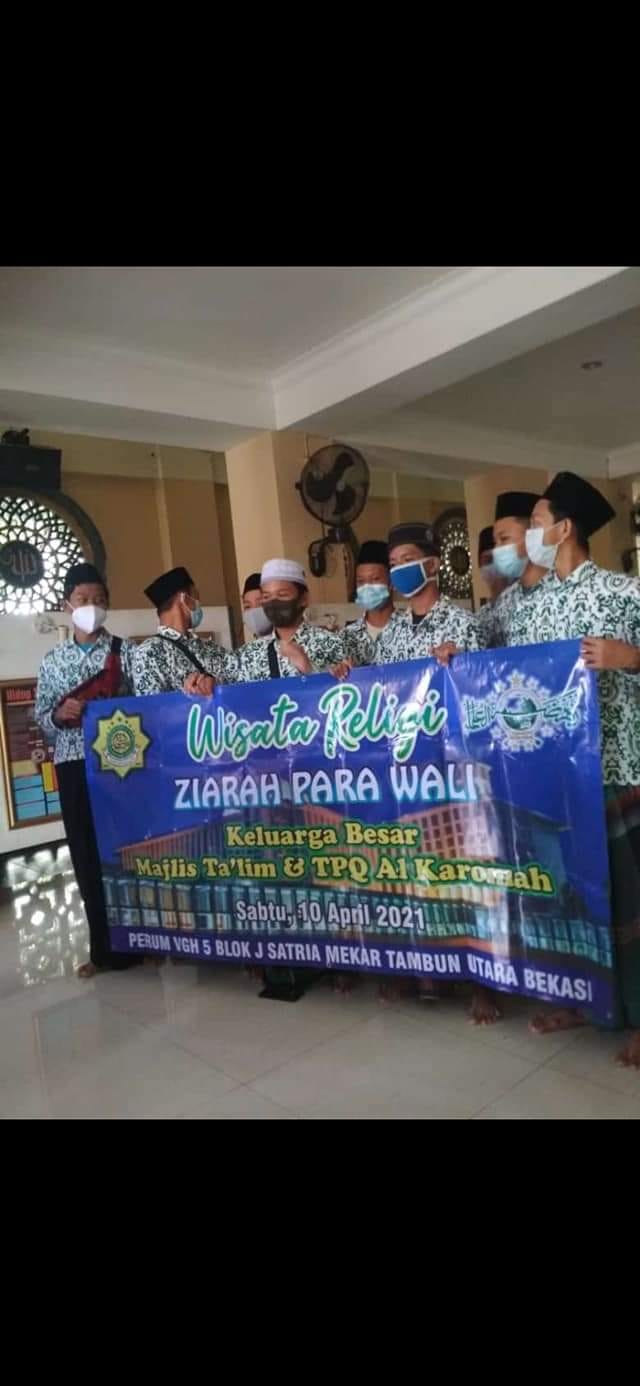 Wisata Religi
ZIARAH PARA WALI
Keluarga Besar
Majlis Ta'lim & TPQ Al Karomah
Sabtu, 10 April 2021
PERUM VGH 5 BLOK J SATRIA MEKAR TAMBUN UTARA BEKASI